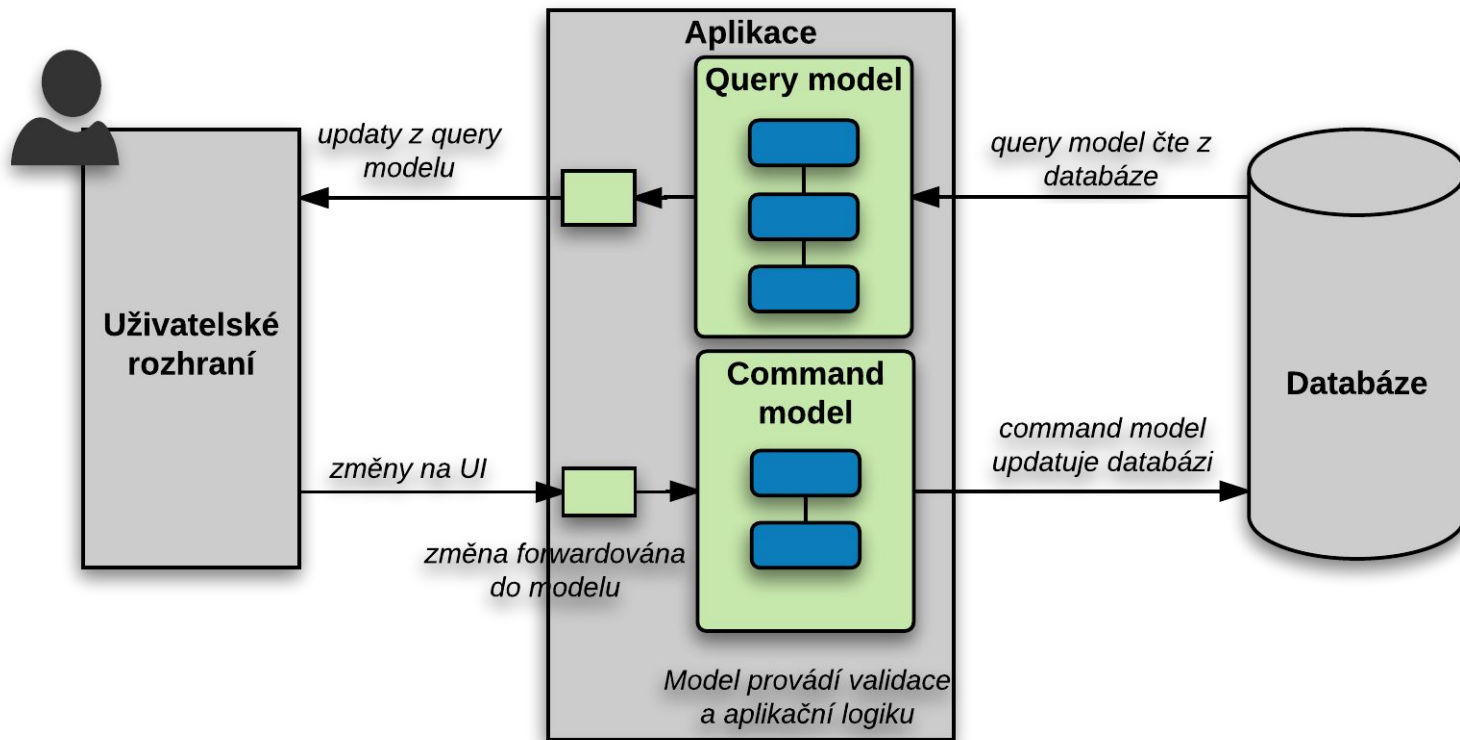 Aplikace
Query model
updaty z query
modelu
query model čte z
databáze
Uživatelské
rozhraní
Command
model
Databáze
command model
updatuje databázi
změny na UI
změna forwardována
do modelu
Model provádí validace
a aplikační logiku